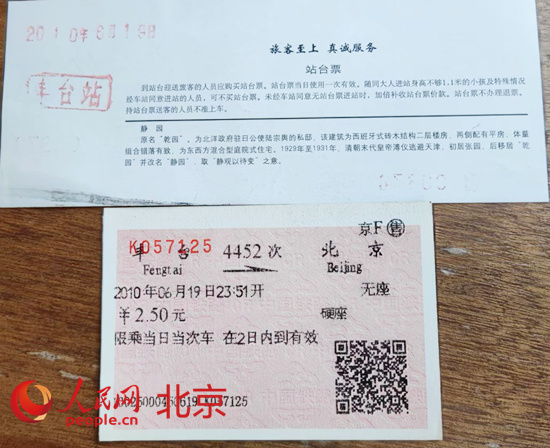 2010年6月19日
丰台站
旅客至上 真诚服务
站台票
到站台迎送旅客的人员应购买站台票。站台票当日使用一次有效。随同大人进站身高不够1.1米的小孩及特殊情况
经车站同意进站的人员，可不买站台票。未经车站同意无站台票进站时，加倍补收站台票价款。站台票不办理退票。
持站台票送客的人员不准上车。
静园
原名“乾园”。为北洋政府驻日公使陆宗舆的私邸，该建筑为西班牙式砖木结构二层楼房，两侧配有平房，体量
组合错落有致，为东西方混合型庭院式住宅。1929年至1931年，清朝末代皇帝溥仪逃避天津，初居张园，后移居“乾
园”并改名“静园”，取“静观以待变”之意。
京F 售
K057125
丰台 4452次 北京
Fengtai Beijing
2010年06月19日23:51开 无座
￥2.50元 硬座
限乘当日当次车 在2日内到有效
K057125
人民网 北京
people.cn